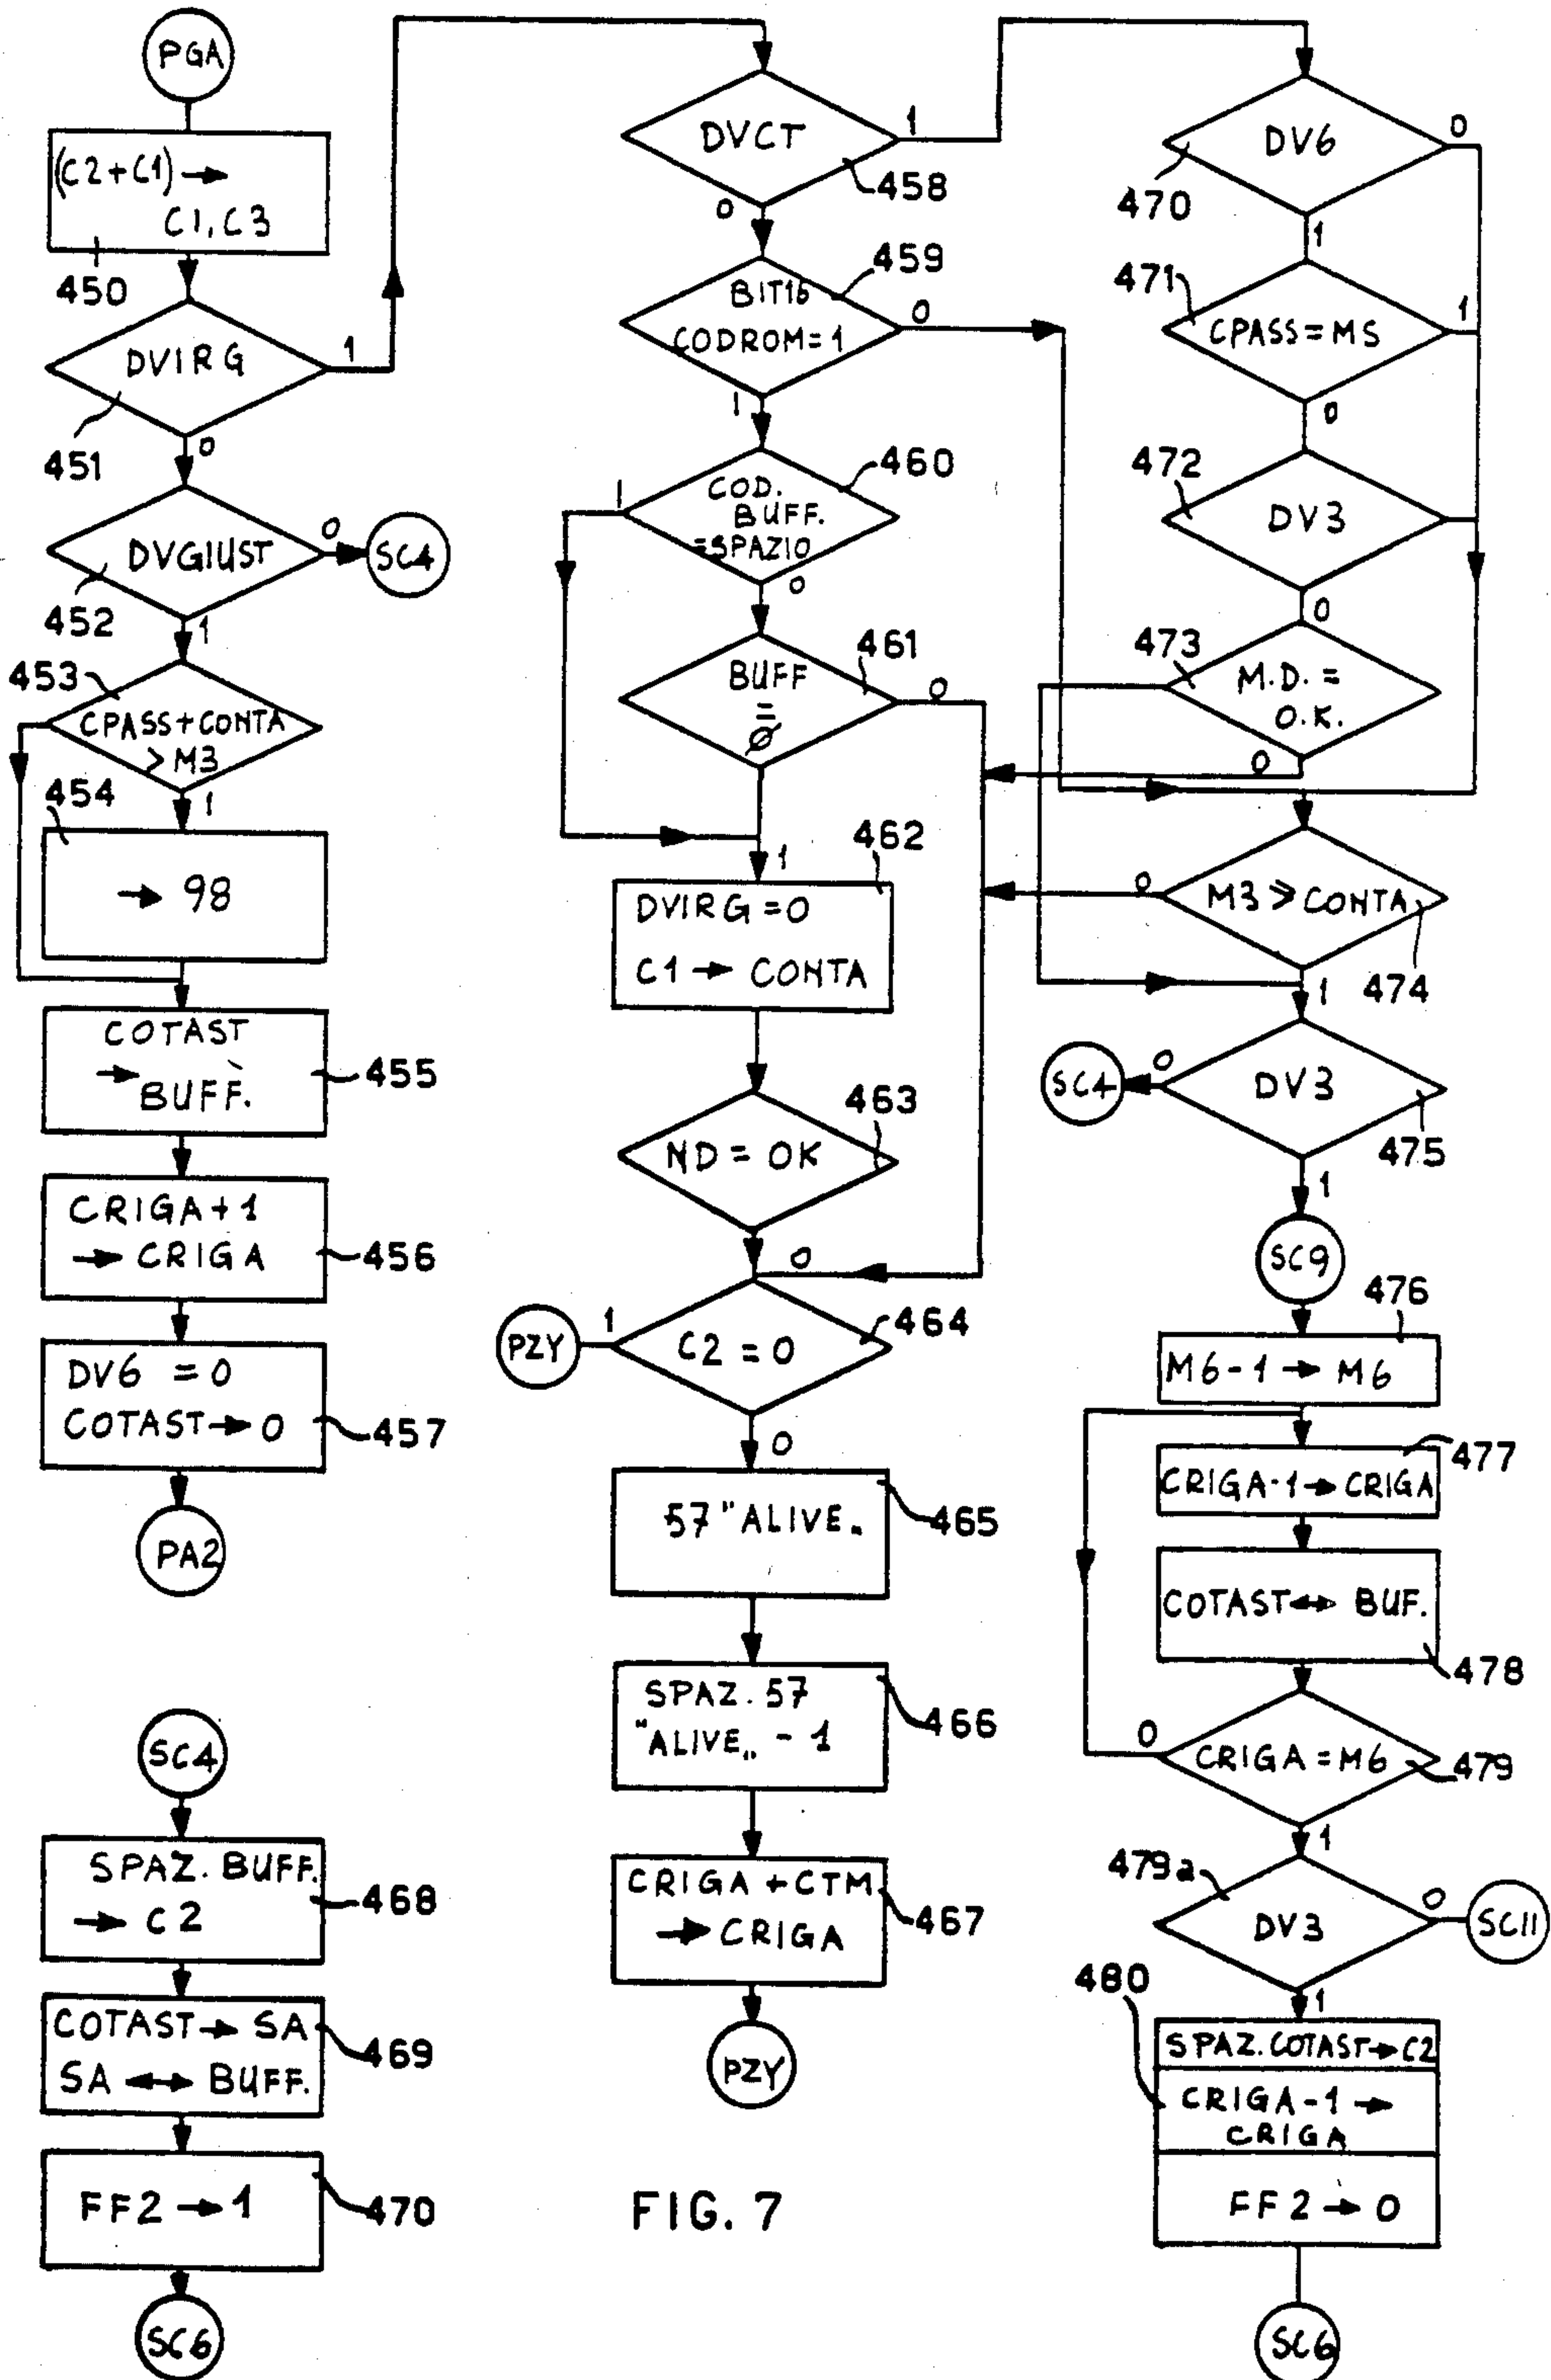 PGA
(C2+C1)→
C1, C3
450
DVIRG
1
451
0
DVGIUST
0
SC4
452
1
453
CPASS+CONTA
> M3
454
1
→ 98
COTAST
→
BUFF.
455
CRIGA+1
→ CRIGA
456
DV6 = 0
COTAST→0
457
PA2
SC4
SPAZ. BUFF.
→ C2
468
COTAST→ SA
SA ↔ BUFF.
469
FF2 → 1
470
SC6
DVCT
1
458
0
459
BIT16
CODROM=1
0
1
460
1
COD.
BUFF.
=SPAZIO
0
461
BUFF
=
Ø
0
462
1
DVIRG=0
C1 → CONTA
463
ND = OK
0
PZY
1
C2 = 0
464
0
57 "ALIVE„
465
SPAZ. 57
"ALIVE„ - 1
466
CRIGA + CTM
→ CRIGA
467
PZY
FIG. 7
DV6
0
470
1
471
CPASS=MS
1
0
472
DV3
0
473
M.D. =
O.K.
0
0
M3 ⩾ CONTA
1
474
SC4
0
DV3
475
1
SC9
476
M6-1 → M6
477
CRIGA-1→CRIGA
COTAST↔ BUF.
478
0
CRIGA=M6
479
1
479a
DV3
0
SC11
480
1
SPAZ.COTAST→C2
CRIGA-1 →
CRIGA
FF2 → 0
SC6